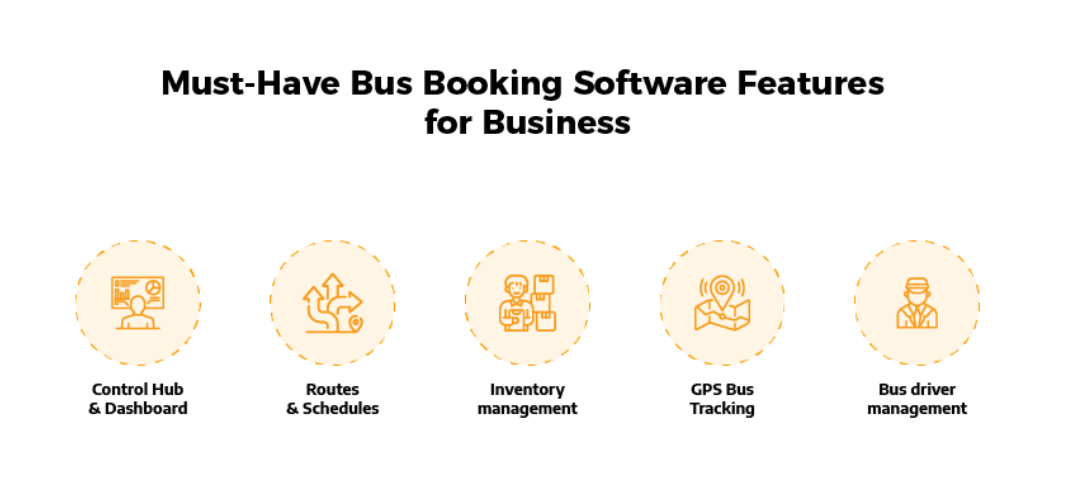 Must-Have Bus Booking Software Features
for Business
Control Hub
& Dashboard
Routes
& Schedules
Inventory
management
GPS Bus
Tracking
Bus driver
management